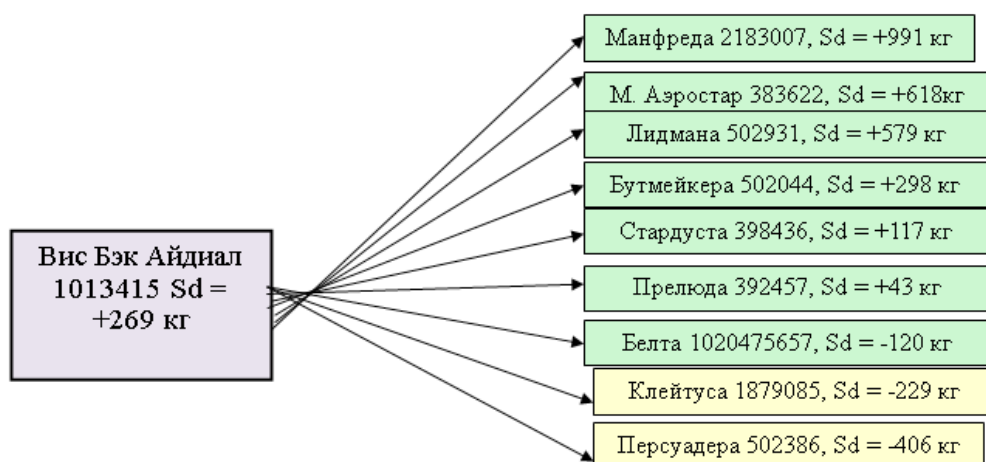 Вис Бэк Айдиал
1013415 Sd =
+269 кг
Манфреда 2183007, Sd = +991 кг
М. Аэростар 383622, Sd = +618кг
Лидмана 502931, Sd = +579 кг
Бутмейкера 502044, Sd = +298 кг
Стардуста 398436, Sd = +117 кг
Прелюда 392457, Sd = +43 кг
Белта 1020475657, Sd = -120 кг
Клейтуса 1879085, Sd = -229 кг
Персуадера 502386, Sd = -406 кг